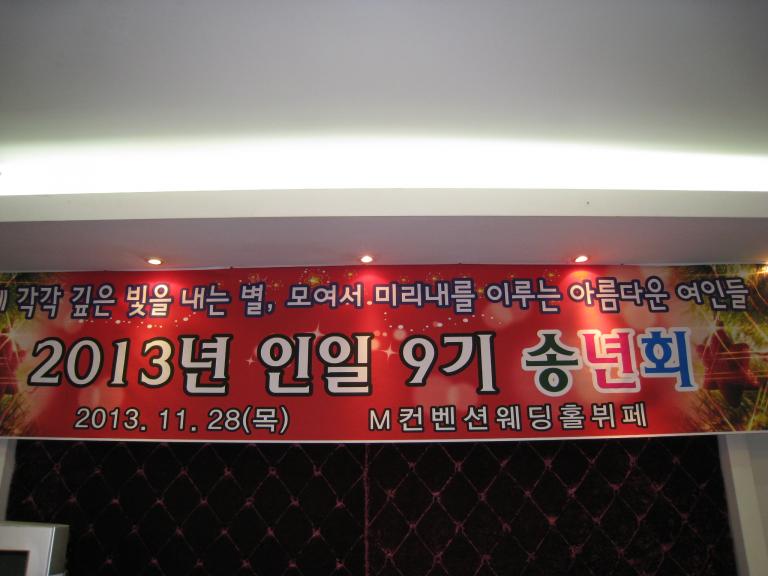 각각 깊은 빛을 내는 별, 모여서 미리내를 이루는 아름다운 여인들
2013년 인일 9기 송년회
2013. 11. 28(목) M컨벤션웨딩홀뷔페